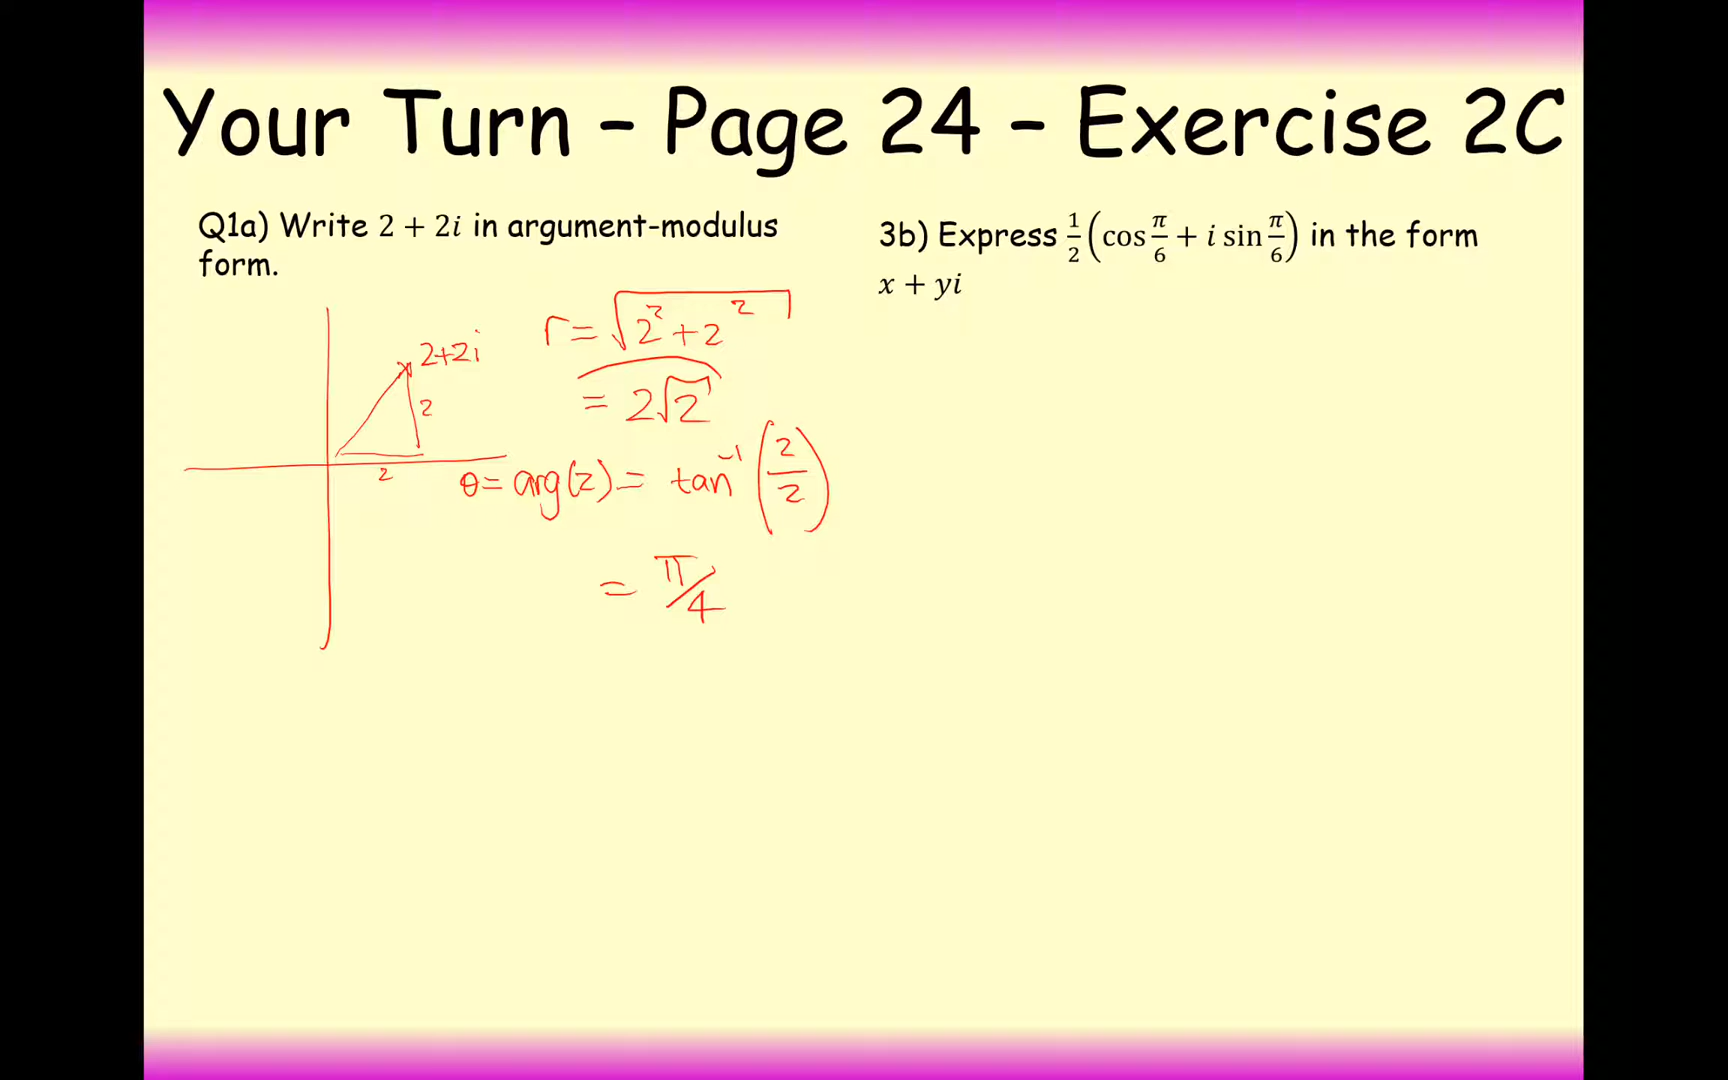 Your Turn – Page 24 – Exercise 2C
Q1a) Write 2 + 2i in argument-modulus
form.
2+2i
2
2
r = √(2² + 2²)
= 2√2
θ = arg(z) = tan⁻¹(2/2)
= π/4
3b) Express 1/2(cos π/6 + i sin π/6) in the form
x + yi